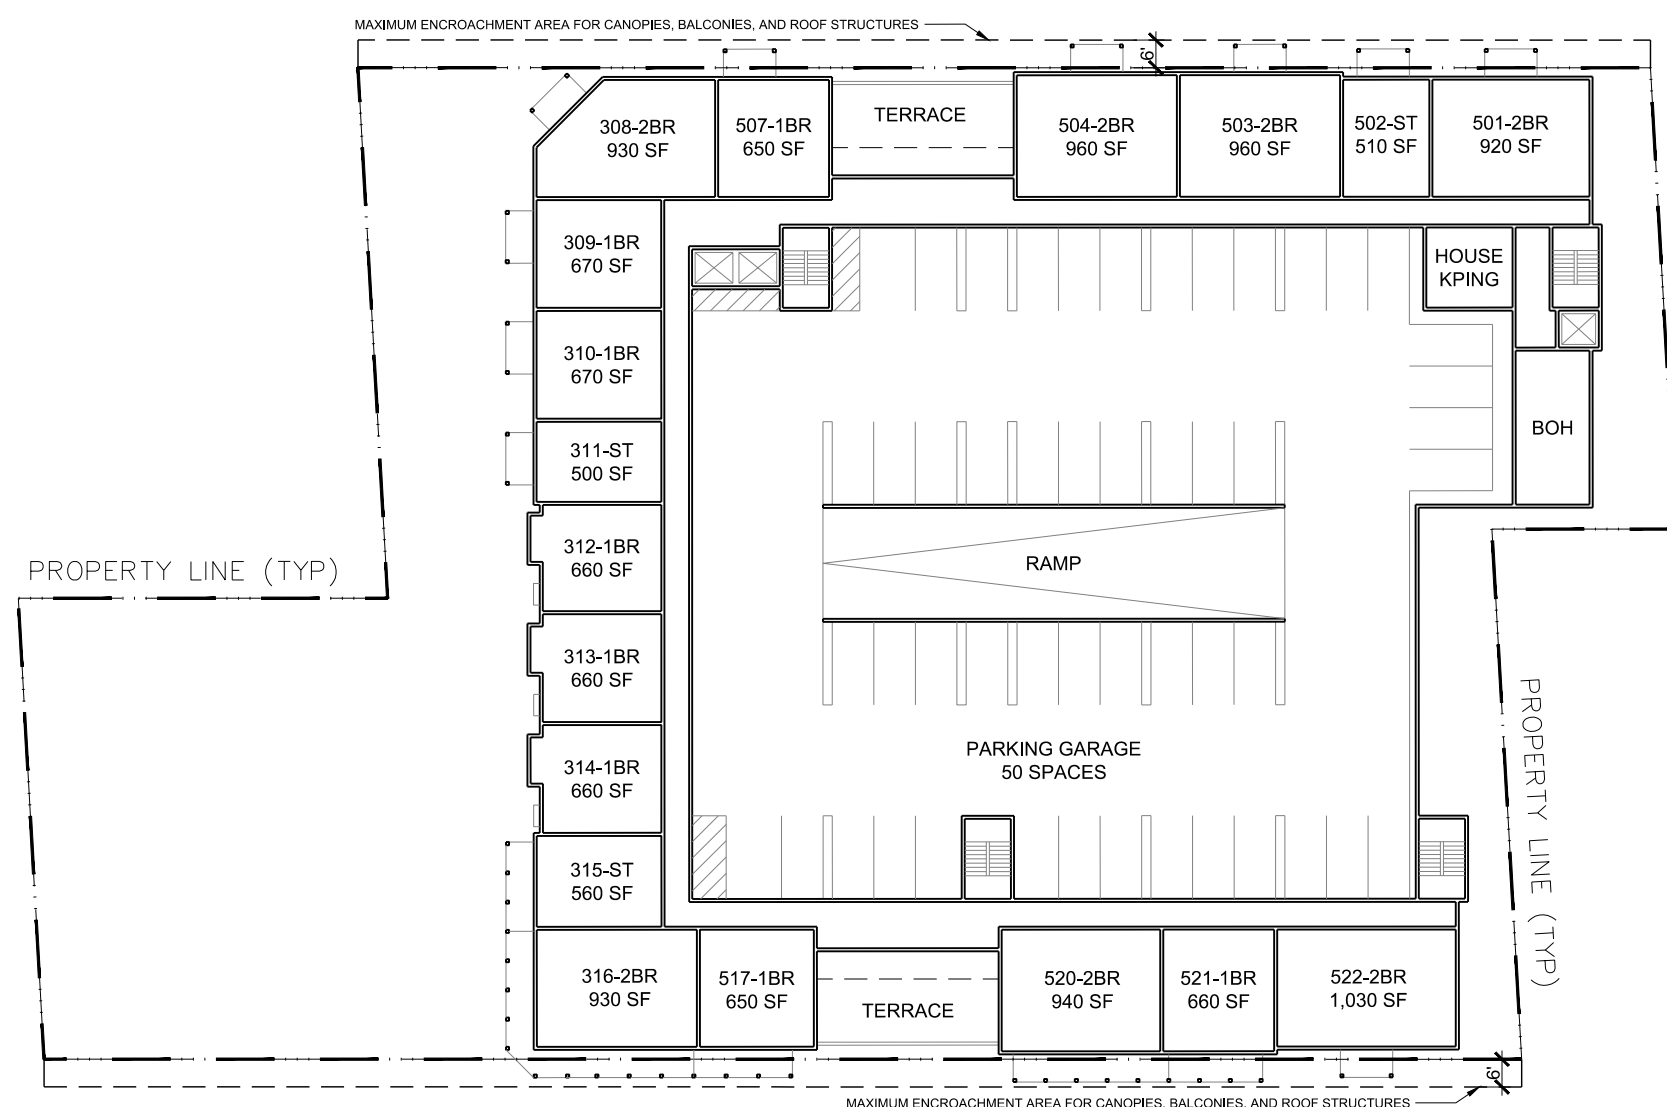 MAXIMUM ENCROACHMENT AREA FOR CANOPIES, BALCONIES, AND ROOF STRUCTURES
6'
308-2BR
930 SF
507-1BR
650 SF
TERRACE
504-2BR
960 SF
503-2BR
960 SF
502-ST
510 SF
501-2BR
920 SF
309-1BR
670 SF
HOUSE
KPING
310-1BR
670 SF
311-ST
500 SF
BOH
312-1BR
660 SF
RAMP
PROPERTY LINE (TYP)
313-1BR
660 SF
PROPERTY LINE (TYP)
PARKING GARAGE
50 SPACES
314-1BR
660 SF
315-ST
560 SF
316-2BR
930 SF
517-1BR
650 SF
TERRACE
520-2BR
940 SF
521-1BR
660 SF
522-2BR
1,030 SF
6'
MAXIMUM ENCROACHMENT AREA FOR CANOPIES, BALCONIES, AND ROOF STRUCTURES